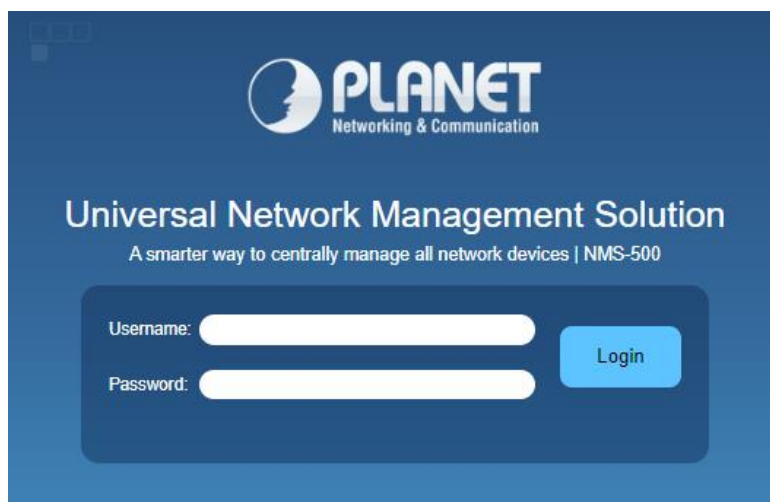 PLANET
Networking & Communication
Universal Network Management Solution
A smarter way to centrally manage all network devices | NMS-500
Username:
Login
Password: